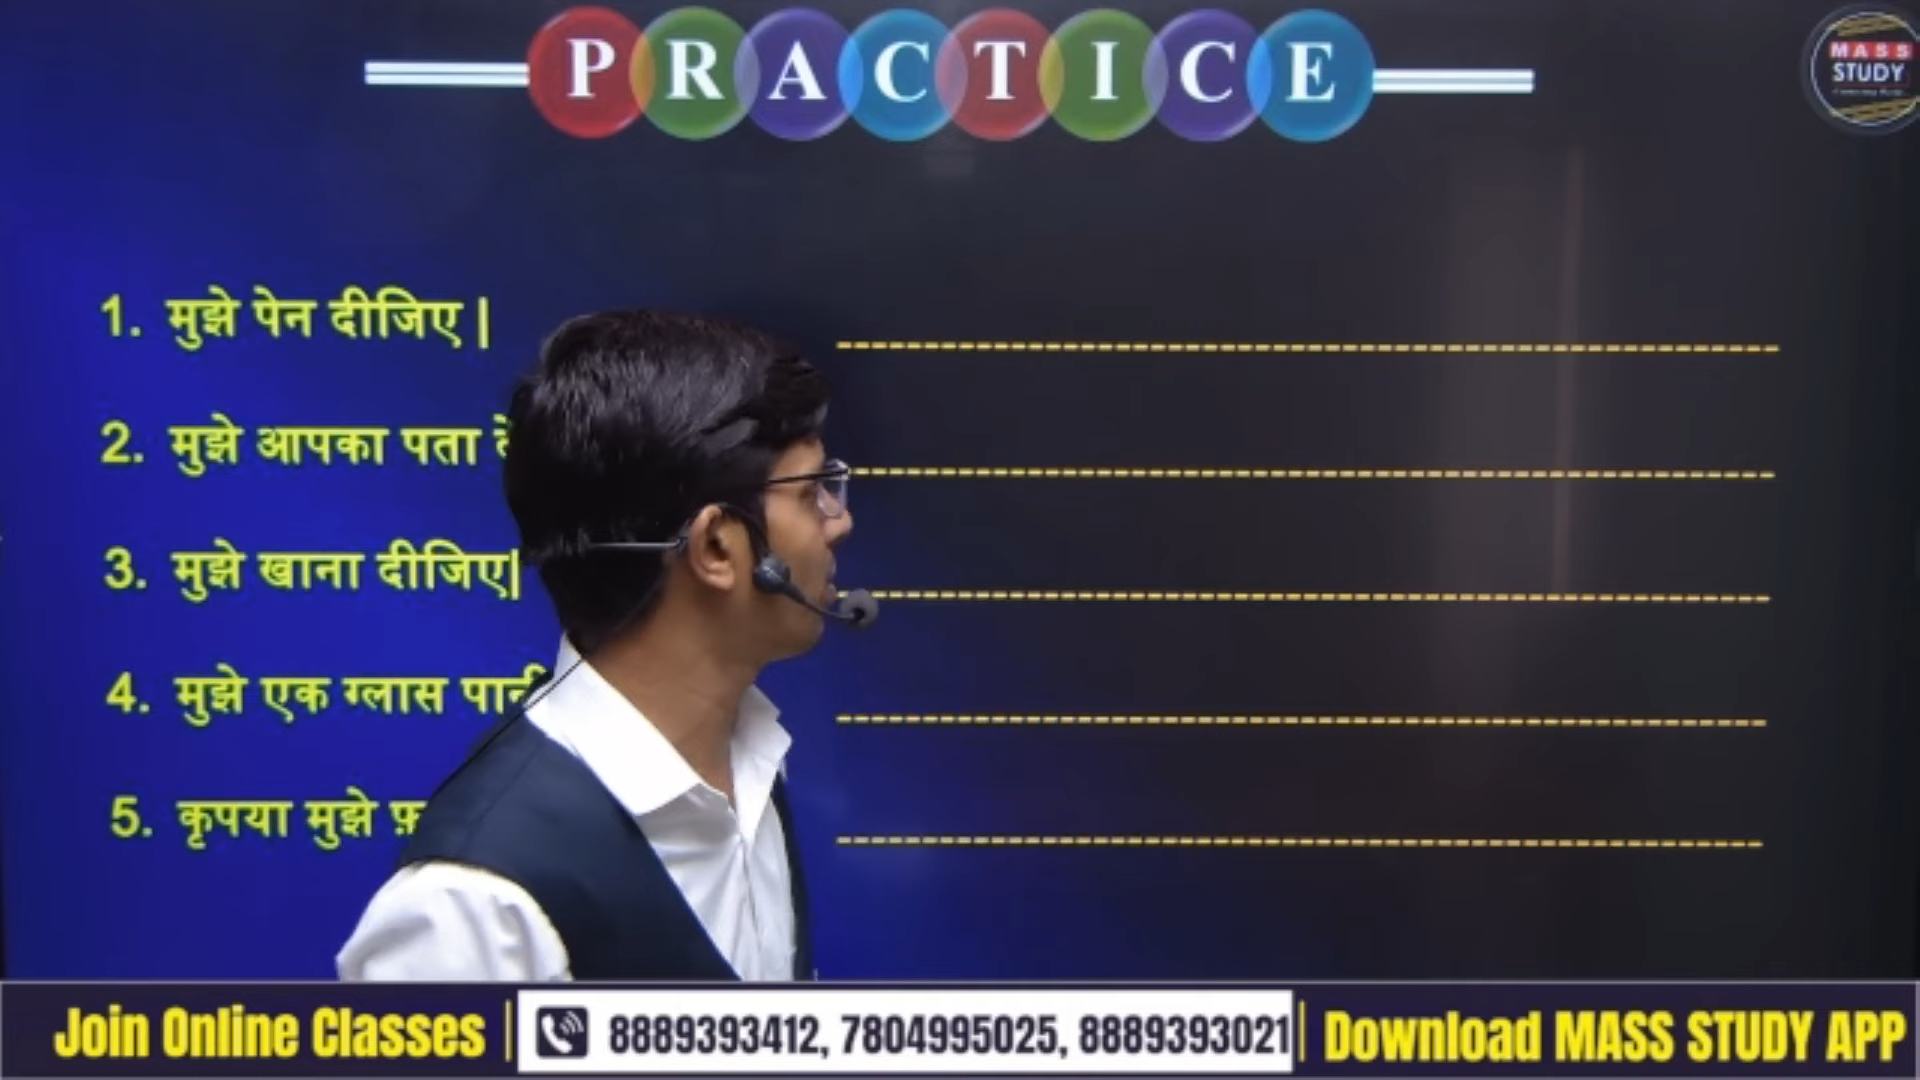 PRACTICE
MASS
STUDY
1. मुझे पेन दीजिए |
2. मुझे आपका पता
3. मुझे खाना दीजिए|
4. मुझे एक ग्लास
5. कृपया मुझे
Join Online Classes | 8889393412, 7804995025, 8889393021 | Download MASS STUDY APP